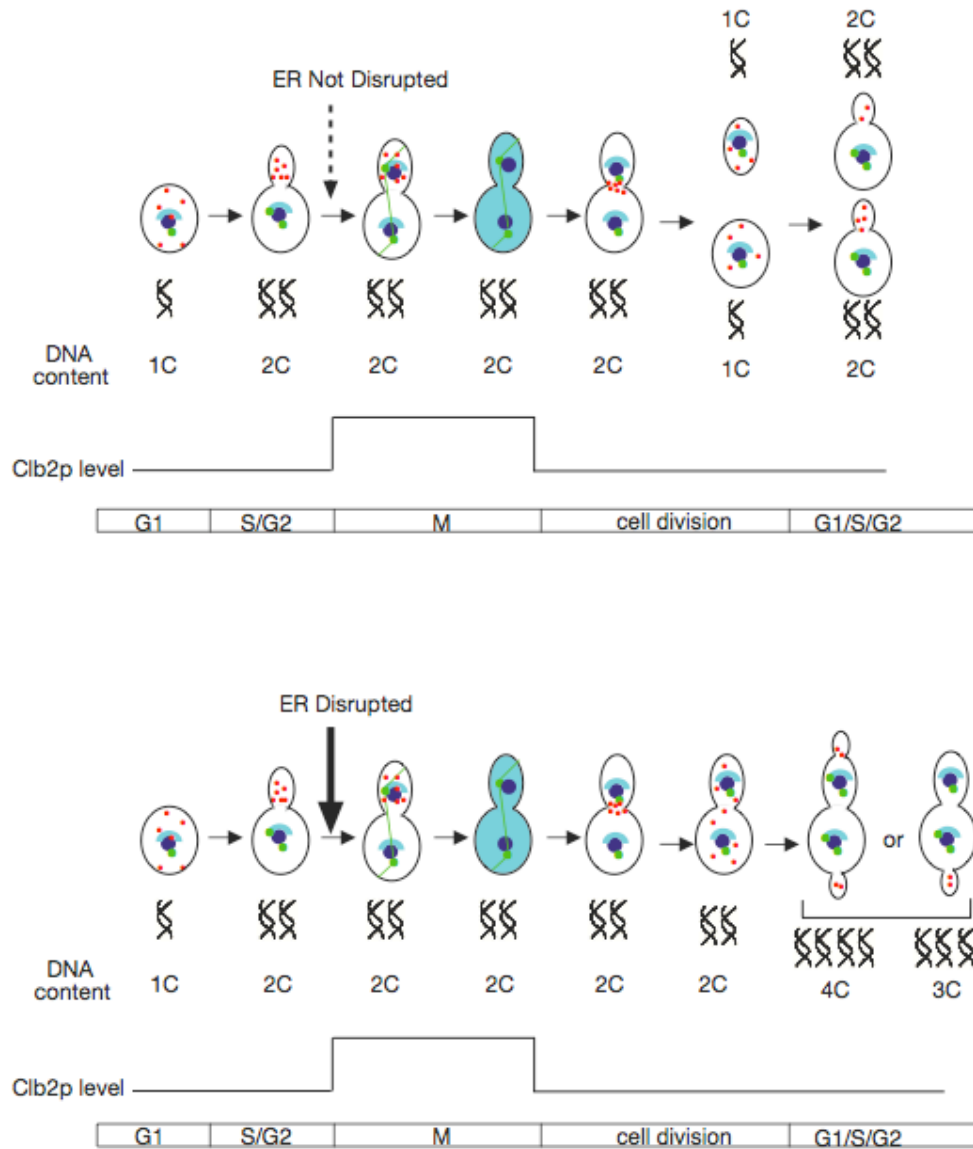 1C 2C
ER Not Disrupted
DNA
content
1C 2C 2C 2C 2C 1C 2C
Clb2p level
G1 S/G2 M cell division G1/S/G2
ER Disrupted
or
DNA
content
1C 2C 2C 2C 2C 2C 4C 3C
Clb2p level
G1 S/G2 M cell division G1/S/G2